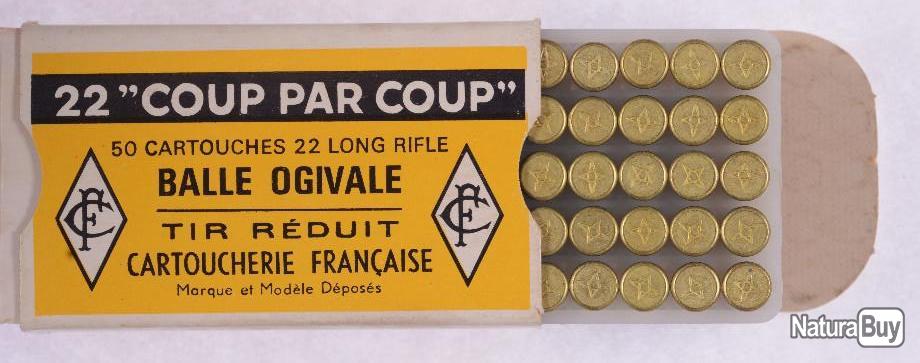 22 "COUP PAR COUP"
50 CARTOUCHES 22 LONG RIFLE
BALLE OGIVALE
TIR RÉDUIT
CARTOUCHERIE FRANÇAISE
Marque et Modèle Déposés
CF
CF
NaturaBuy